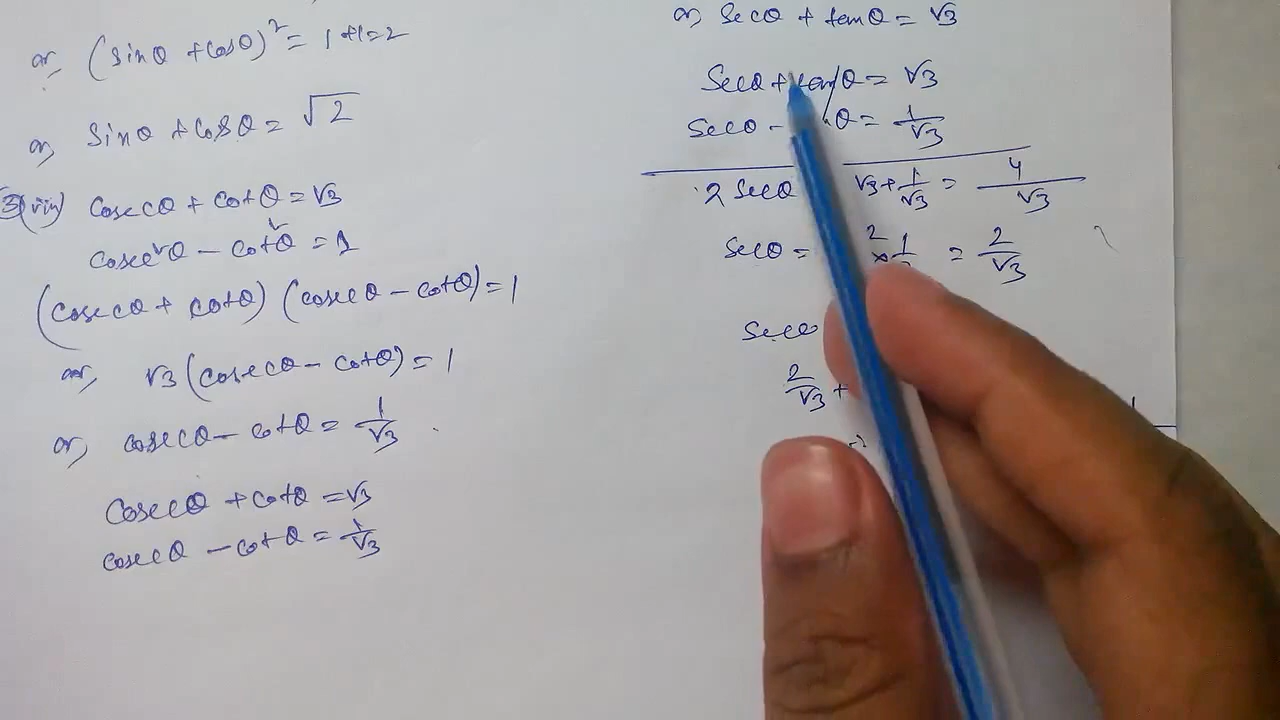 or, (sinθ + cosθ)² = 1+1=2
or, sinθ + cosθ = √2
3(viii) cosecθ + cotθ = √3
cosec²θ − cot²θ = 1
(cosecθ + cotθ) (cosecθ − cotθ) = 1
or, √3 (cosecθ − cotθ) = 1
or, cosecθ − cotθ = 1/√3
cosecθ + cotθ = √3
cosecθ − cotθ = 1/√3
or, secθ + tanθ = √3
secθ + tanθ = √3
secθ − θ = 1/√3
2 secθ √3 + 1/√3 = 4/√3
secθ = 2 × 1 = 2/√3
secθ
2/√3 +